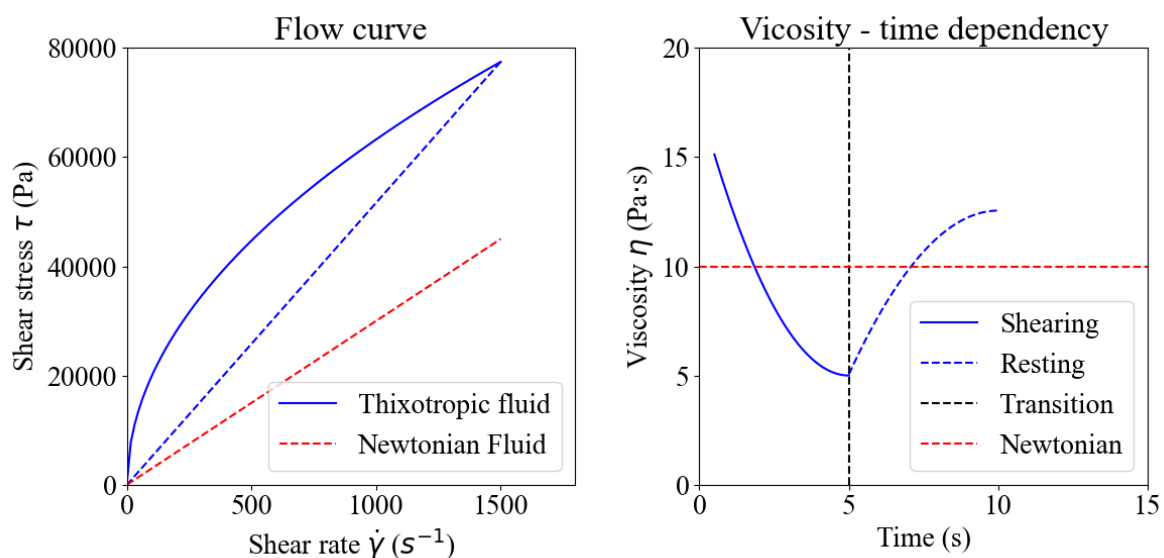 Flow curve
80000
60000
40000
20000
0
Shear stress τ (Pa)
0 500 1000 1500
Shear rate γ̇ (s⁻¹)
Thixotropic fluid
Newtonian Fluid
Vicosity - time dependency
20
15
10
5
0
Viscosity η (Pa·s)
0 5 10 15
Time (s)
Shearing
Resting
Transition
Newtonian